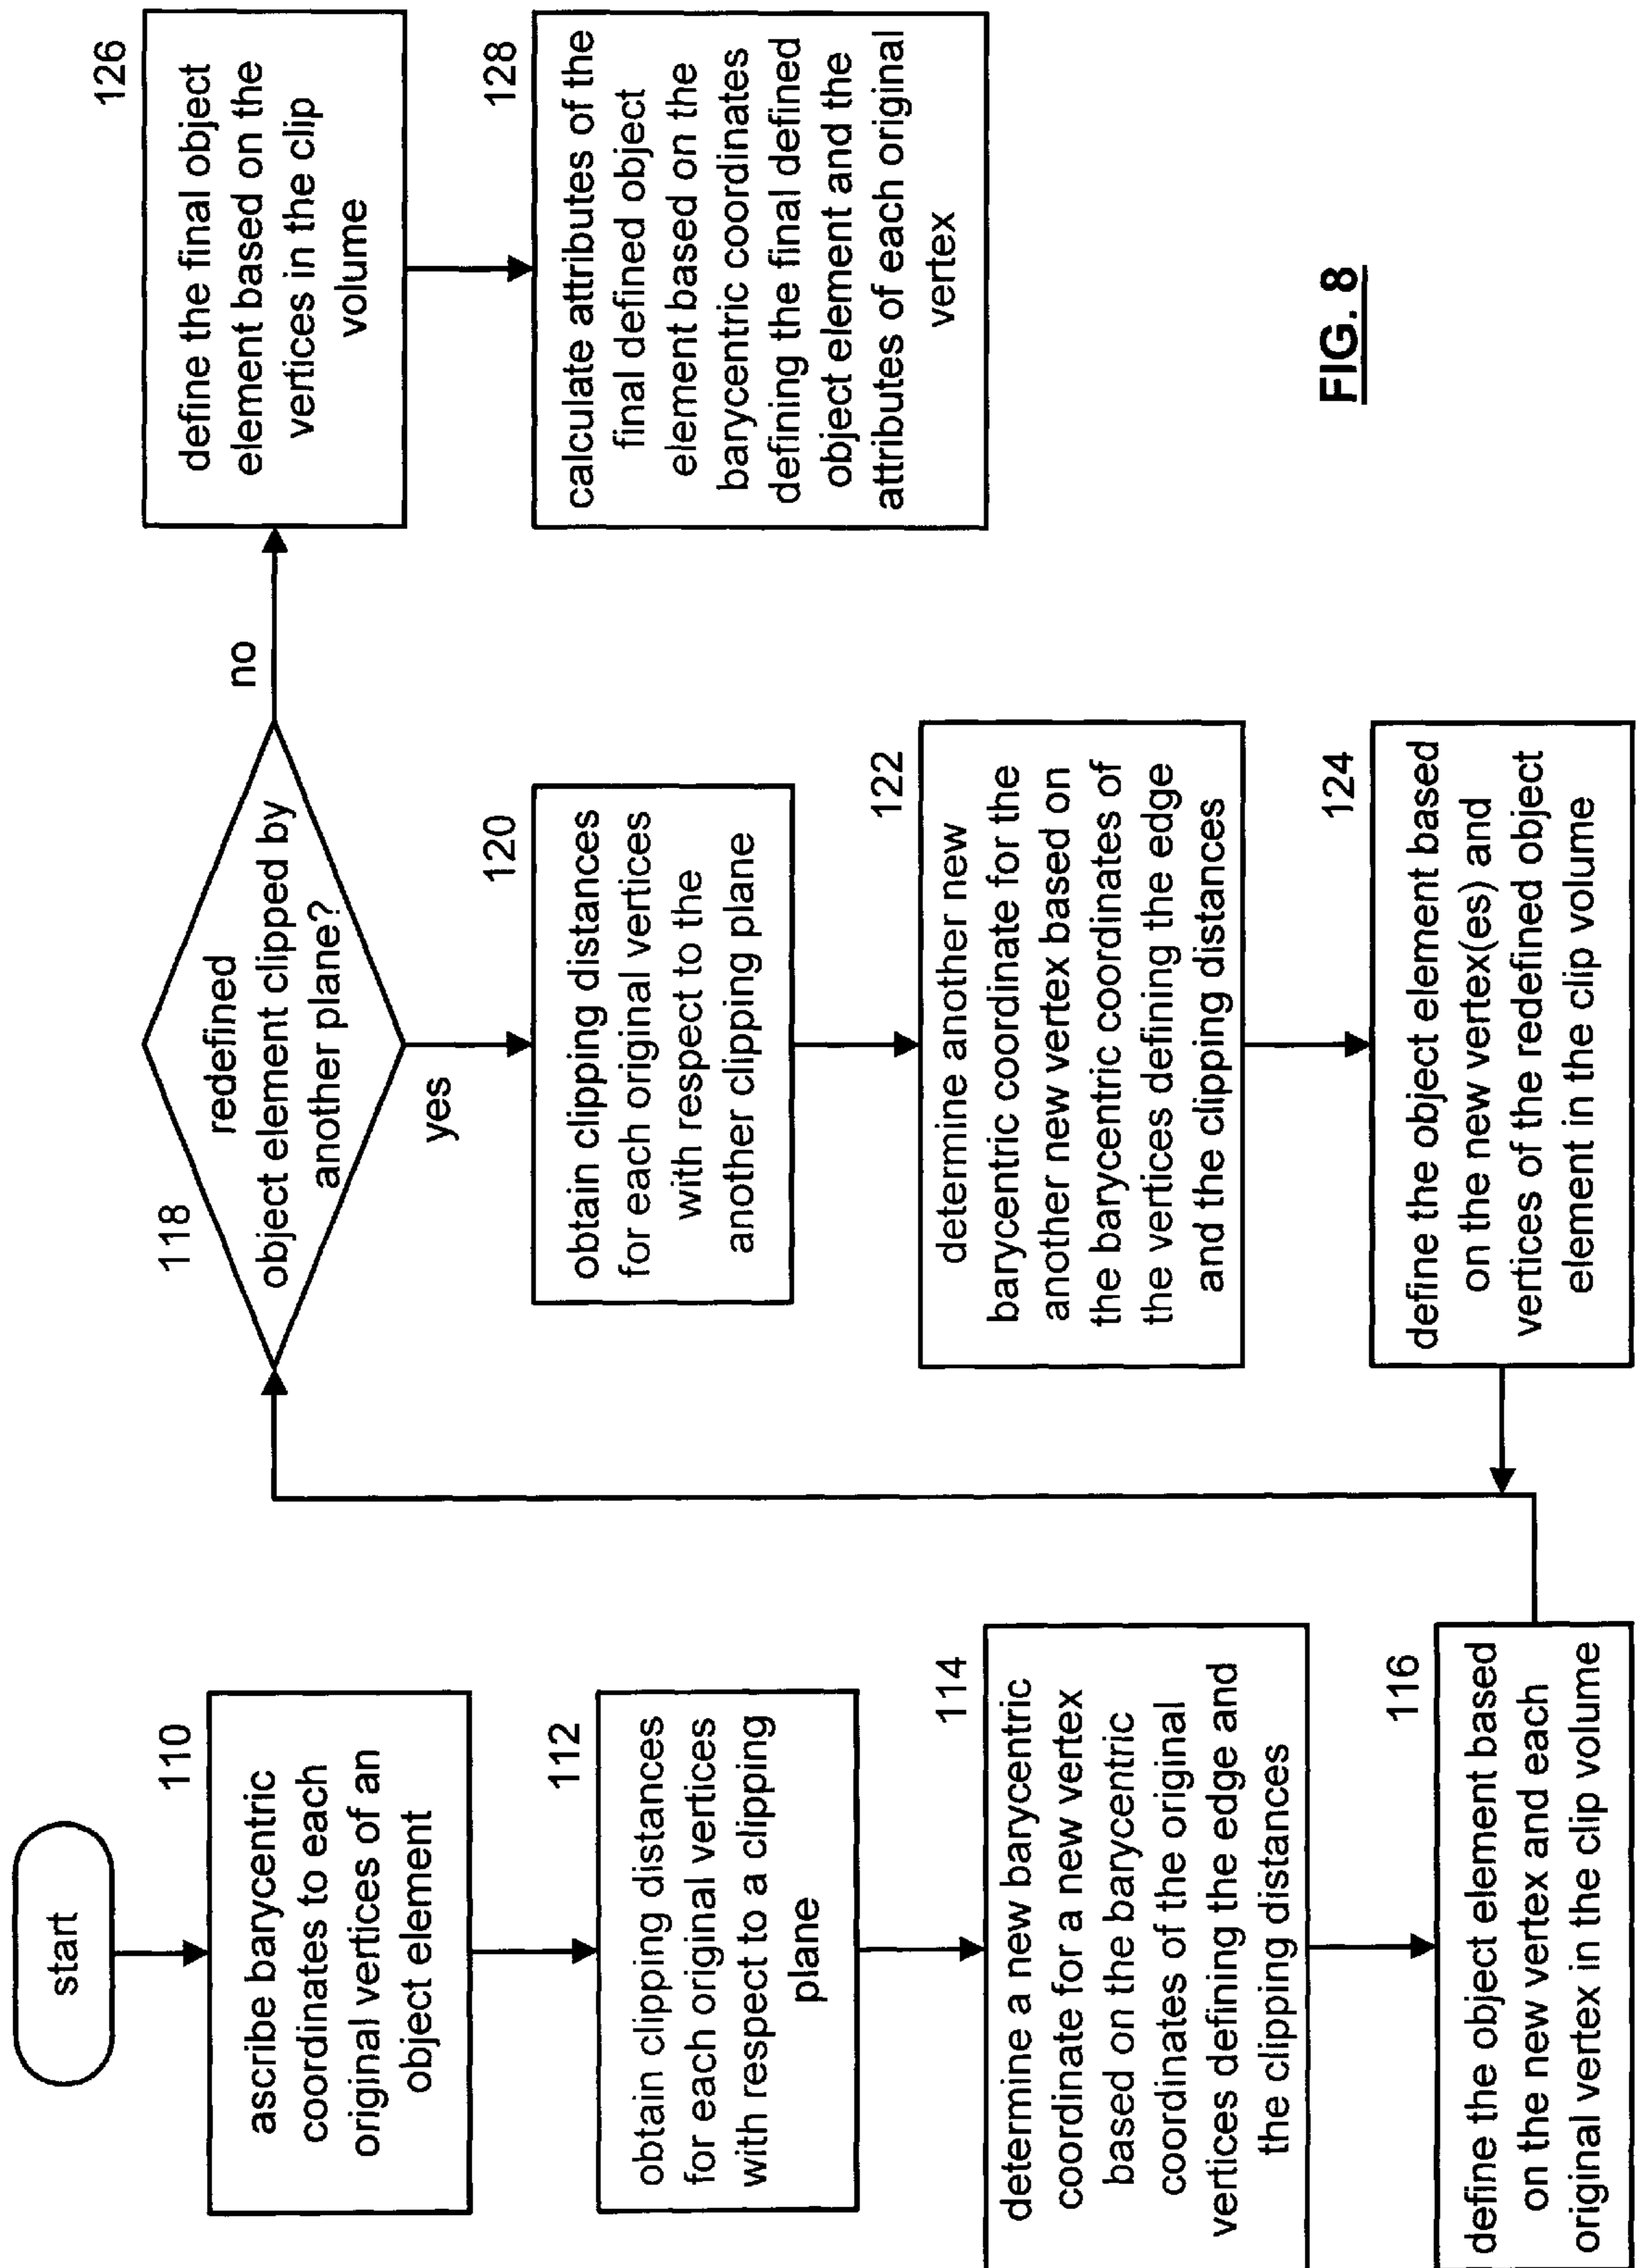 start
110
ascribe barycentric
coordinates to each
original vertices of an
object element
112
obtain clipping distances
for each original vertices
with respect to a clipping
plane
114
determine a new barycentric
coordinate for a new vertex
based on the barycentric
coordinates of the original
vertices defining the edge and
the clipping distances
116
define the object element based
on the new vertex and each
original vertex in the clip volume
118
redefined
object element clipped by
another plane?
yes
no
120
obtain clipping distances
for each original vertices
with respect to the
another clipping plane
122
determine another new
barycentric coordinate for the
another new vertex based on
the barycentric coordinates of
the vertices defining the edge
and the clipping distances
124
define the object element based
on the new vertex(es) and
vertices of the redefined object
element in the clip volume
126
define the final object
element based on the
vertices in the clip
volume
128
calculate attributes of the
final defined object
element based on the
barycentric coordinates
defining the final defined
object element and the
attributes of each original
vertex
FIG. 8